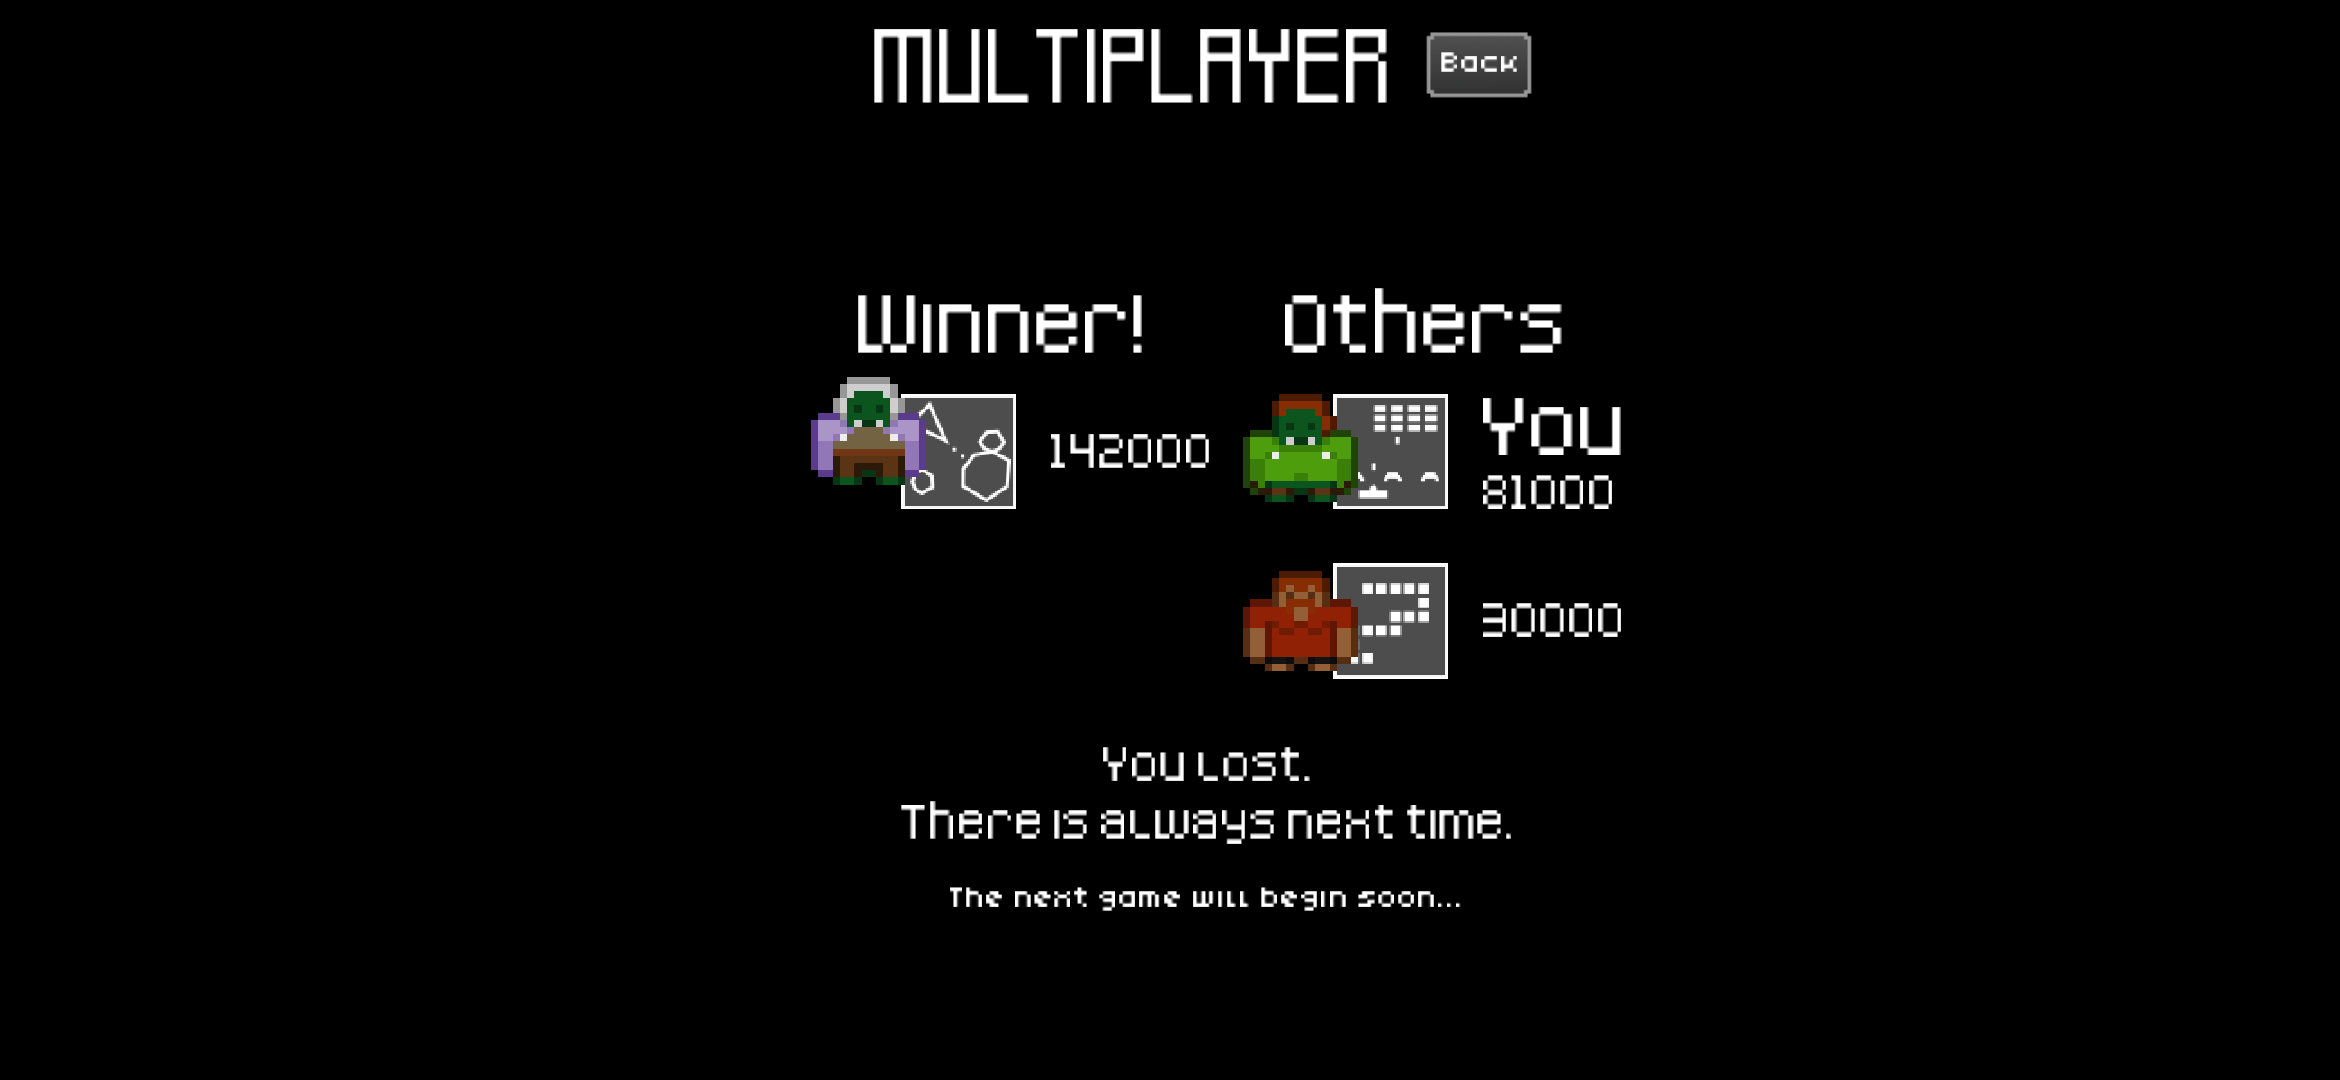 MULTIPLAYER
Back
Winner!
Others
142000
You
81000
30000
You lost.
There is always next time.
The next game will begin soon...